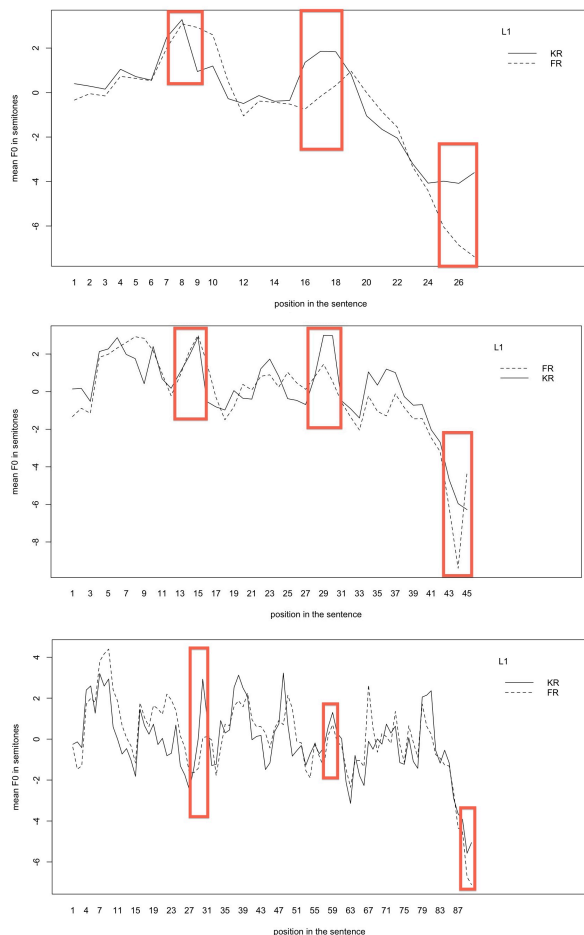 L1
KR
FR
mean F0 in semitones
2
0
-2
-4
-6
1 2 3 4 5 6 7 8 9 10 11 12 14 16 18 20 22 24 26
position in the sentence
L1
FR
KR
mean F0 in semitones
2
0
-2
-4
-6
-8
1 3 5 7 9 11 13 15 17 19 21 23 25 27 29 31 33 35 37 39 41 43 45
position in the sentence
L1
KR
FR
mean F0 in semitones
4
2
0
-2
-4
-6
1 4 7 11 15 19 23 27 31 35 39 43 47 51 55 59 63 67 71 75 79 83 87
position in the sentence